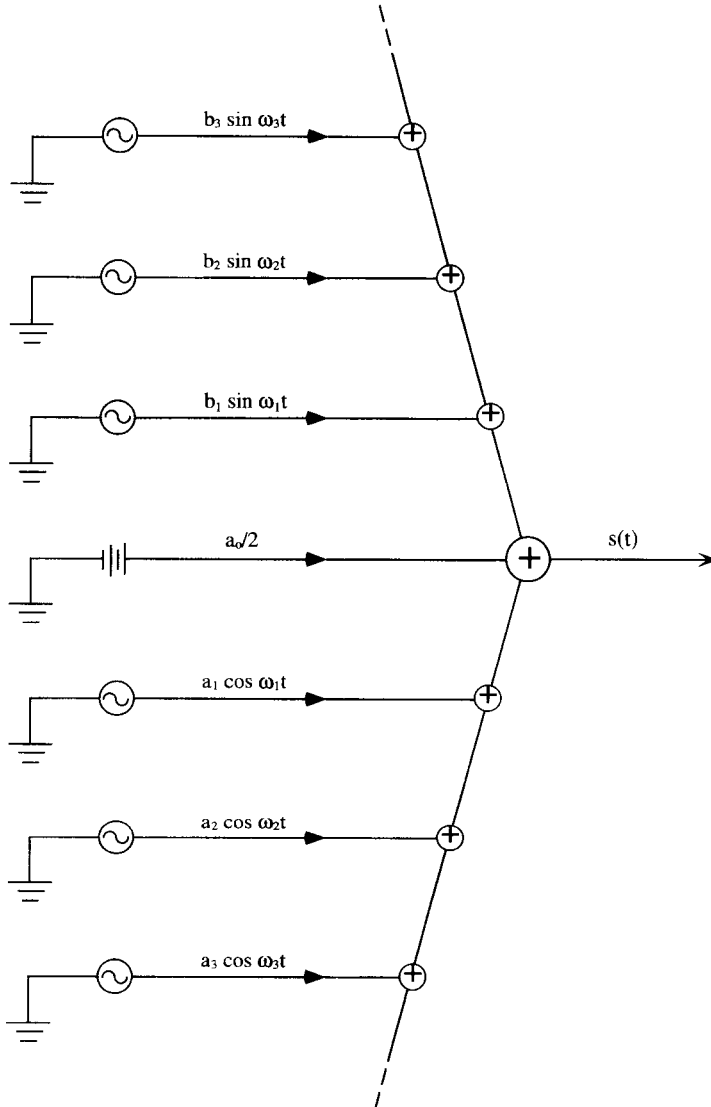 b₃ sin ω₃t
b₂ sin ω₂t
b₁ sin ω₁t
aₒ/2
s(t)
a₁ cos ω₁t
a₂ cos ω₂t
a₃ cos ω₃t